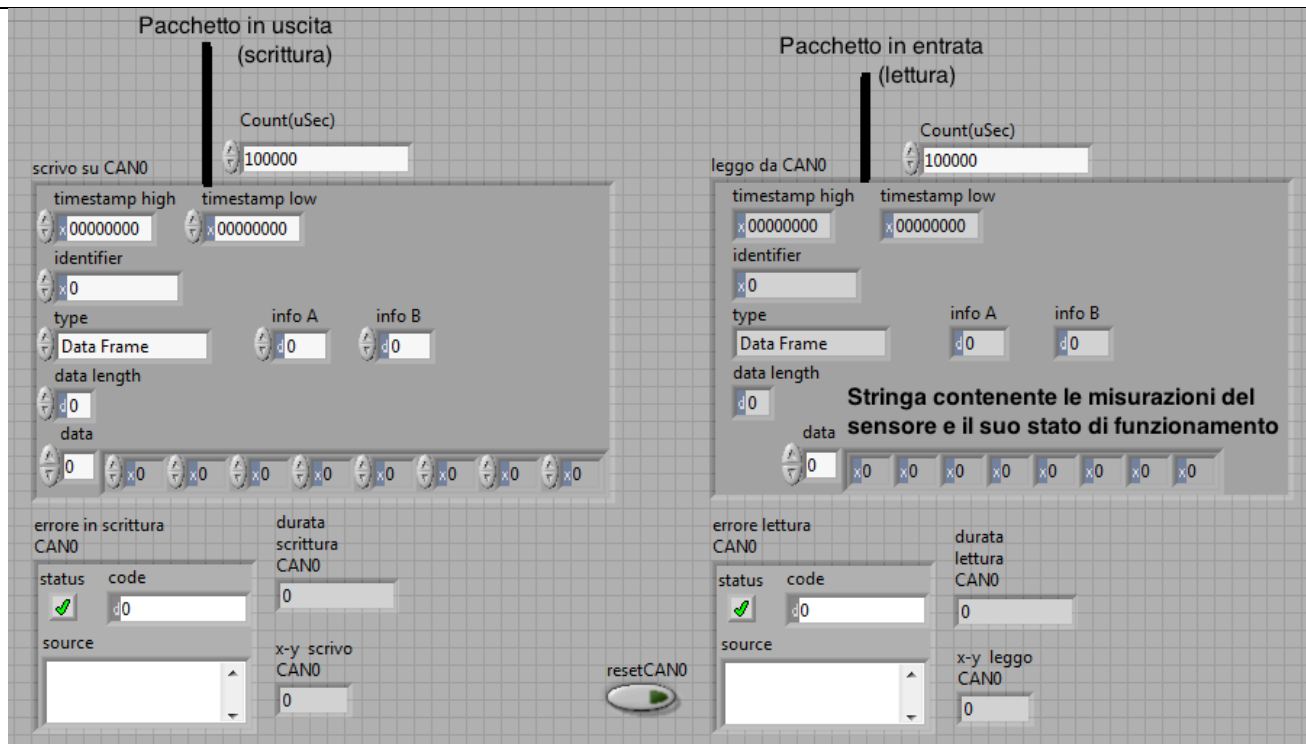 Pacchetto in uscita
(scrittura)
Count(uSec)
100000
scrivo su CAN0
timestamp high timestamp low
x 00000000 x 00000000
identifier
x 0
type info A info B
Data Frame d 0 d 0
data length
d 0
data
0 x 0 x 0 x 0 x 0 x 0 x 0 x 0 x 0
errore in scrittura
CAN0
status code
d 0
source
durata
scrittura
CAN0
0
x-y scrivo
CAN0
0
resetCAN0
Pacchetto in entrata
(lettura)
Count(uSec)
100000
leggo da CAN0
timestamp high timestamp low
x 00000000 x 00000000
identifier
x 0
type info A info B
Data Frame d 0 d 0
data length
d 0
Stringa contenente le misurazioni del
sensore e il suo stato di funzionamento
data
0 x 0 x 0 x 0 x 0 x 0 x 0 x 0 x 0
errore lettura
CAN0
status code
d 0
source
durata
lettura
CAN0
0
x-y leggo
CAN0
0